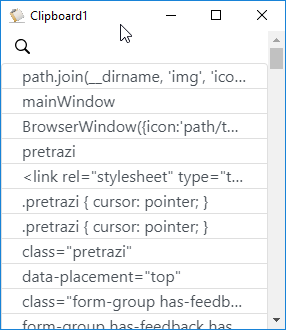 Clipboard1
path.join(__dirname, 'img', 'ico...
mainWindow
BrowserWindow({icon:'path/t...
pretrazi
<link rel="stylesheet" type="t...
.pretrazi { cursor: pointer; }
.pretrazi { cursor: pointer; }
class="pretrazi"
data-placement="top"
class="form-group has-feedb...
form-group has-feedback has